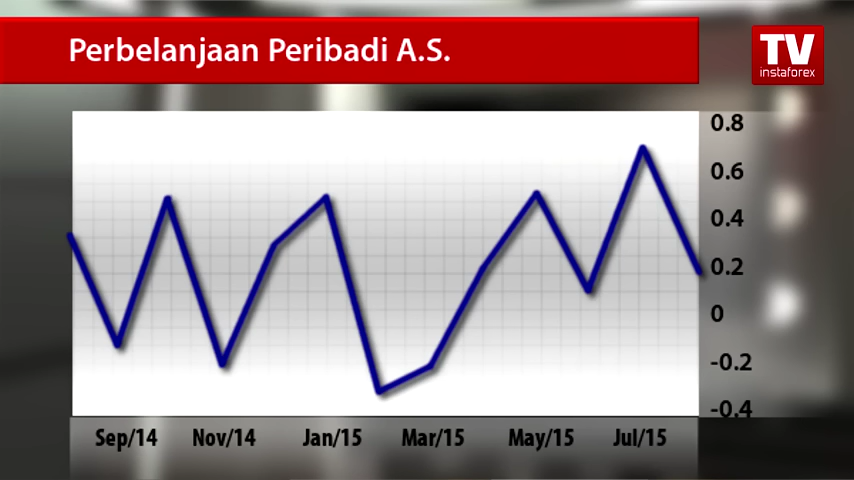 Perbelanjaan Peribadi A.S.
TV
instaforex
0.8
0.6
0.4
0.2
0
-0.2
-0.4
Sep/14 Nov/14 Jan/15 Mar/15 May/15 Jul/15